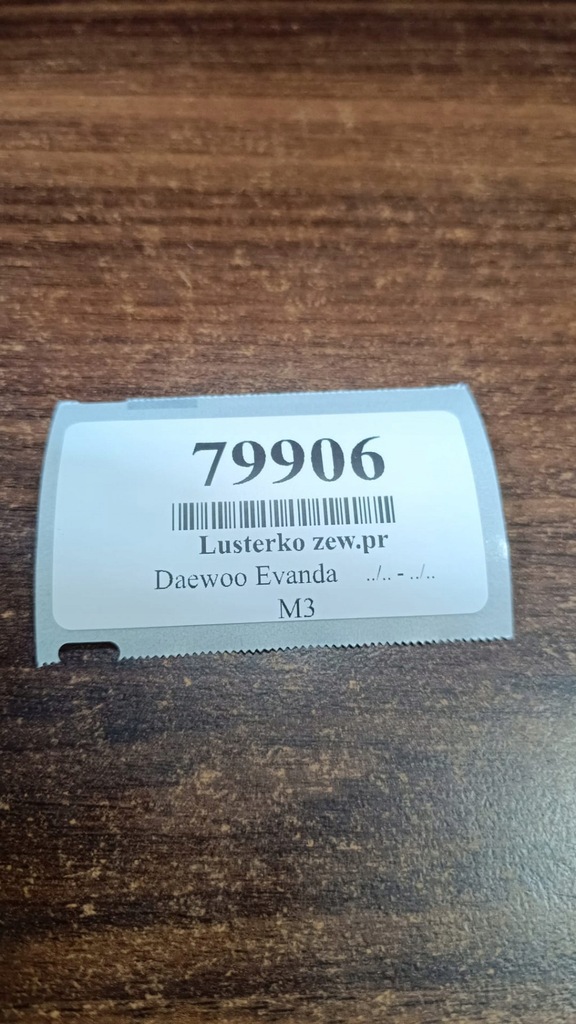 79906
Lusterko zew.pr
Daewoo Evanda ../.. - ../..
M3